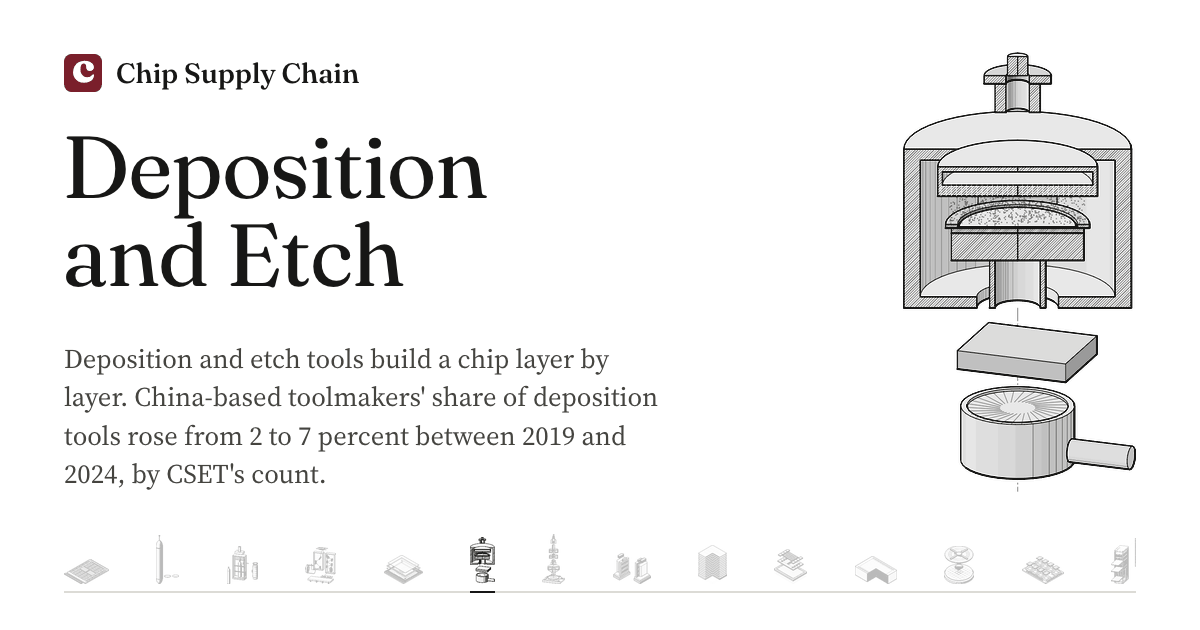 C
Chip Supply Chain
Deposition
and Etch
Deposition and etch tools build a chip layer by
layer. China-based toolmakers' share of deposition
tools rose from 2 to 7 percent between 2019 and
2024, by CSET's count.